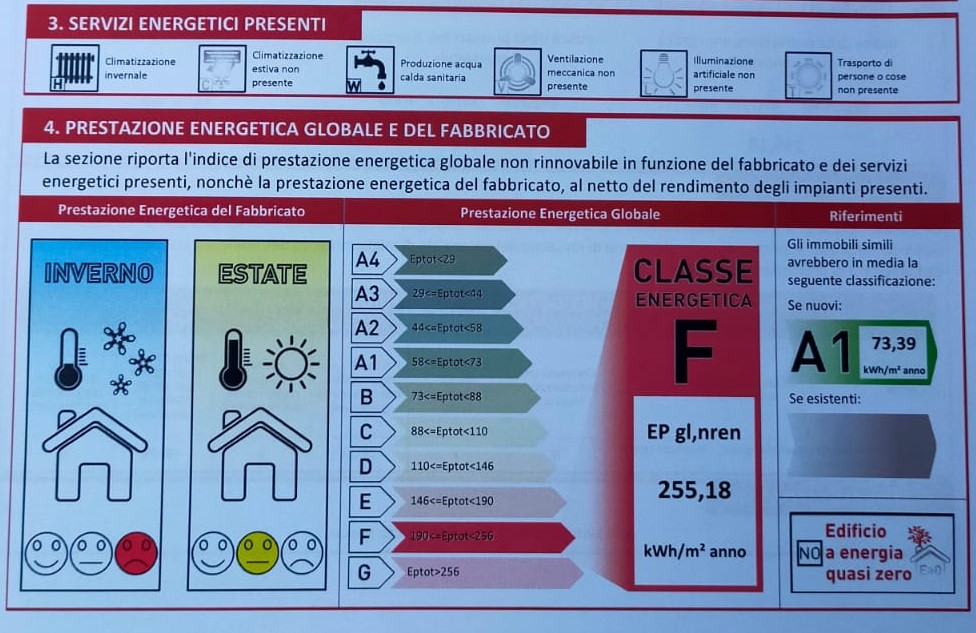 3. SERVIZI ENERGETICI PRESENTI
H
Climatizzazione
invernale
C
Climatizzazione
estiva non
presente
W
Produzione acqua
calda sanitaria
V
Ventilazione
meccanica non
presente
L
Illuminazione
artificiale non
presente
T
Trasporto di
persone o cose
non presente
4. PRESTAZIONE ENERGETICA GLOBALE E DEL FABBRICATO
La sezione riporta l'indice di prestazione energetica globale non rinnovabile in funzione del fabbricato e dei servizi
energetici presenti, nonchè la prestazione energetica del fabbricato, al netto del rendimento degli impianti presenti.
Prestazione Energetica del Fabbricato
Prestazione Energetica Globale
Riferimenti
INVERNO
ESTATE
A4 Eptot<29
A3 29<=Eptot<44
A2 44<=Eptot<58
A1 58<=Eptot<73
B 73<=Eptot<88
C 88<=Eptot<110
D 110<=Eptot<146
E 146<=Eptot<190
F 190<=Eptot<256
G Eptot>256
CLASSE
ENERGETICA
F
EP gl,nren
255,18
kWh/m² anno
Gli immobili simili
avrebbero in media la
seguente classificazione:
Se nuovi:
A1
73,39
kWh/m² anno
Se esistenti:
Edificio
NO a energia
quasi zero